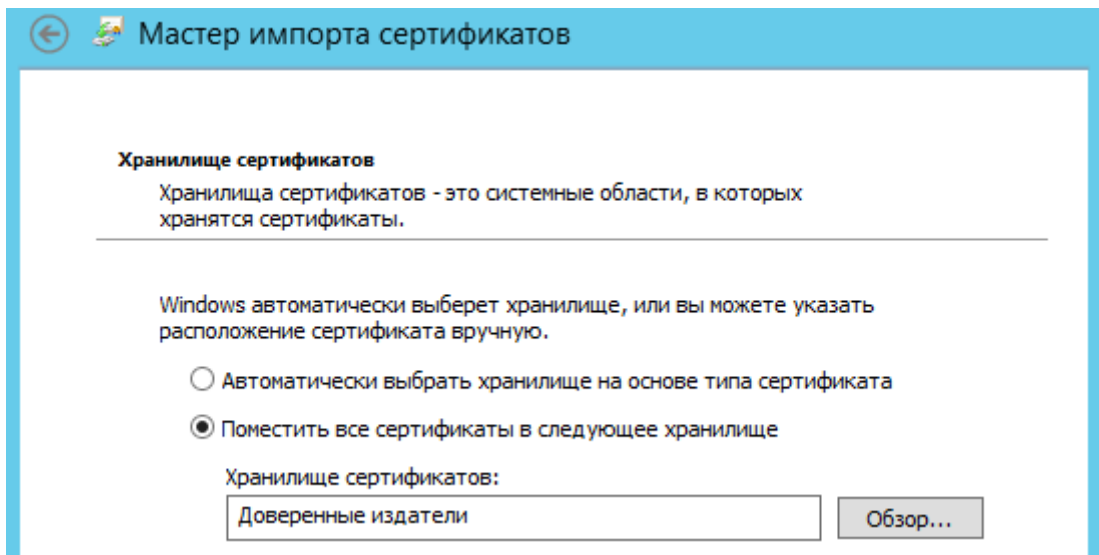 Мастер импорта сертификатов
Хранилище сертификатов
Хранилища сертификатов - это системные области, в которых
хранятся сертификаты.
Windows автоматически выберет хранилище, или вы можете указать
расположение сертификата вручную.
Автоматически выбрать хранилище на основе типа сертификата
Поместить все сертификаты в следующее хранилище
Хранилище сертификатов:
Доверенные издатели
Обзор...